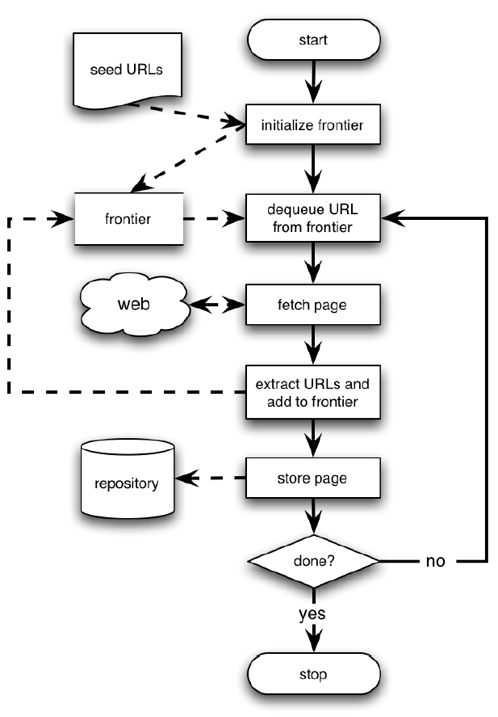 start
seed URLs
initialize frontier
frontier
dequeue URL
from frontier
web
fetch page
extract URLs and
add to frontier
repository
store page
done?
no
yes
stop